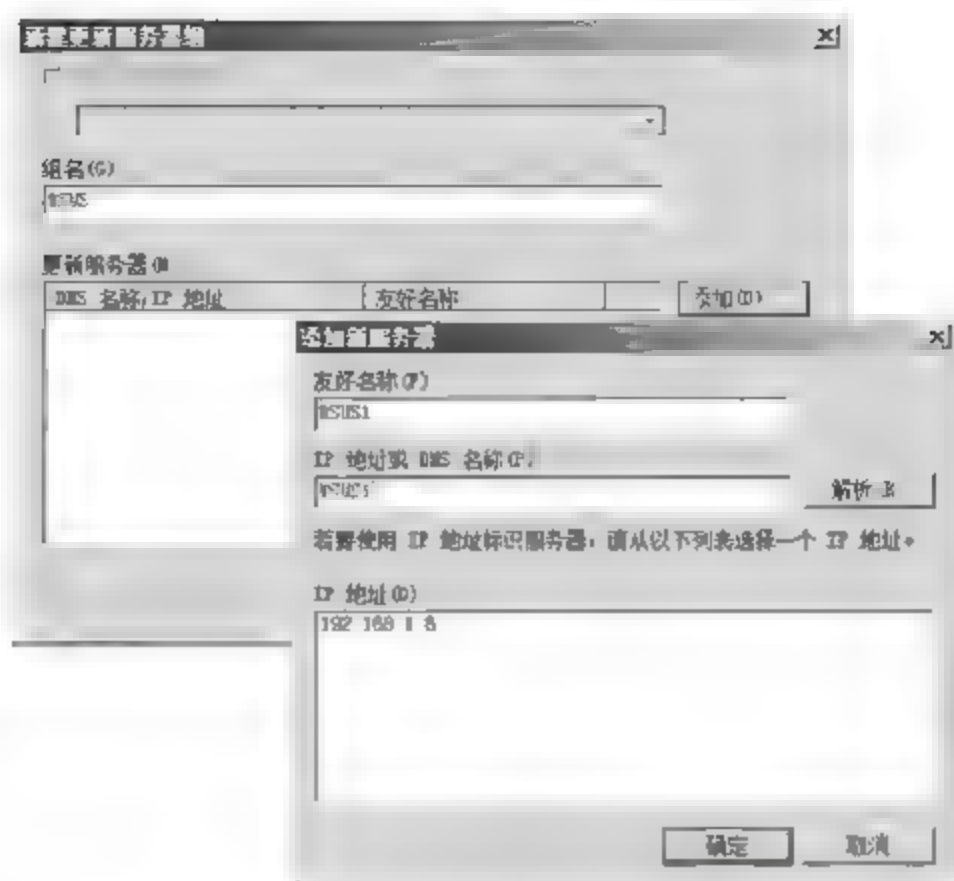 新建更新服务器组
组名(G)
WSUS
更新服务器
DNS 名称/IP 地址 友好名称 添加(D)
添加新服务器
友好名称(F)
WSUS1
IP 地址或 DNS 名称(P)
WSUS1 解析
若要使用 IP 地址标识服务器，请从以下列表选择一个 IP 地址。
IP 地址(D)
192 168 1 8
确定 取消